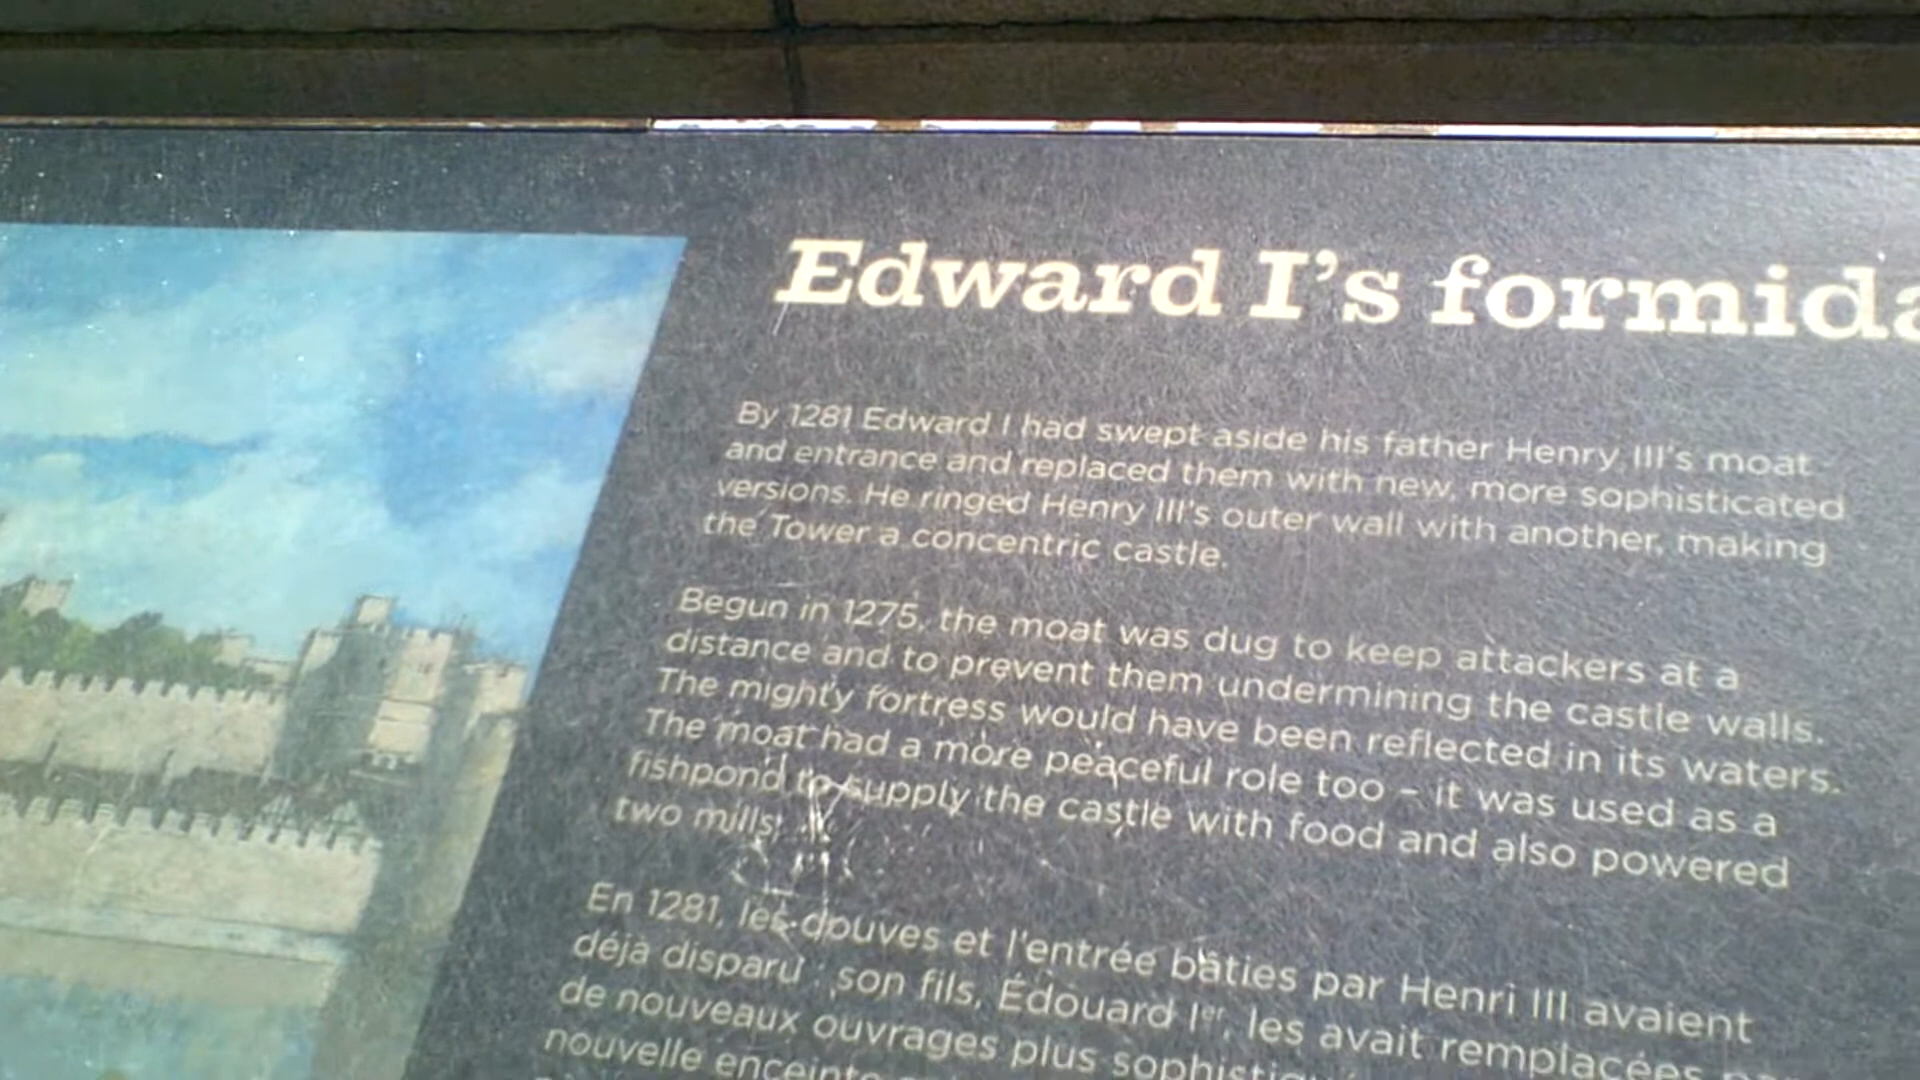 Edward I's formida
By 1281 Edward I had swept aside his father Henry III's moat
and entrance and replaced them with new, more sophisticated
versions. He ringed Henry III's outer wall with another, making
the Tower a concentric castle.
Begun in 1275, the moat was dug to keep attackers at a
distance and to prevent them undermining the castle walls.
The mighty fortress would have been reflected in its waters.
The moat had a more peaceful role too – it was used as a
fishpond to supply the castle with food and also powered
two mills.
En 1281, les douves et l'entrée bâties par Henri III avaient
déjà disparu : son fils, Édouard Ier, les avait remplacées
de nouveaux ouvrages plus
nouvelle enceinte